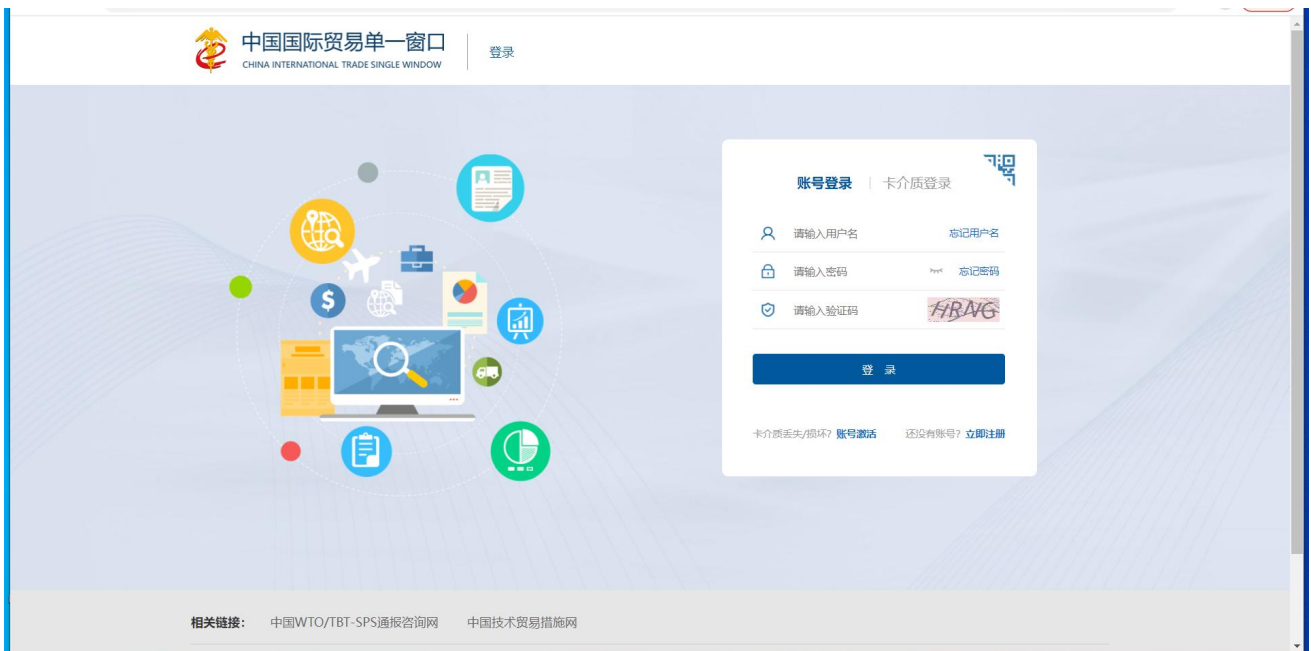 中国国际贸易单一窗口
CHINA INTERNATIONAL TRADE SINGLE WINDOW
登录
账号登录 卡介质登录
请输入用户名 忘记用户名
请输入密码 忘记密码
请输入验证码 HRNG
登 录
卡介质丢失/损坏? 账号激活 还没有账号? 立即注册
相关链接: 中国WTO/TBT-SPS通报咨询网 中国技术贸易措施网